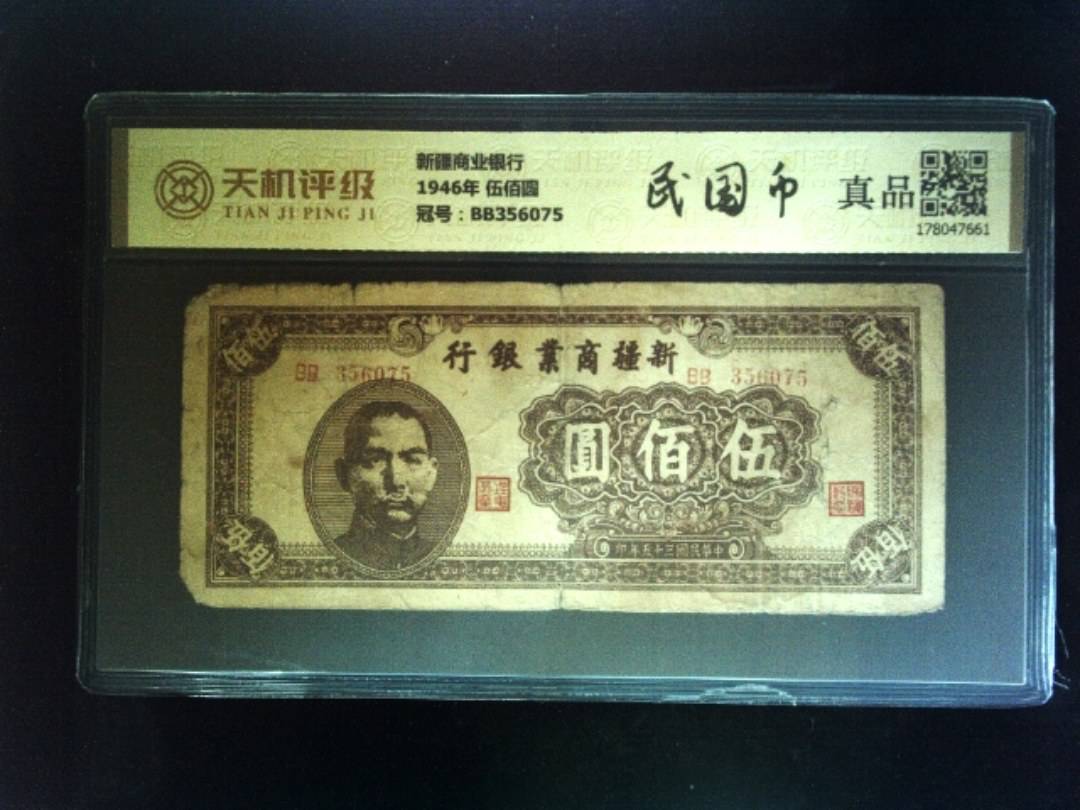 天机评级
TIAN JI PING JI
新疆商业银行
1946年 伍佰圆
冠号：BB356075
民国币
真品
178047661
行銀業商疆新
BB 356075
BB 356075
圓佰伍
佰伍
佰伍
印年五十三國民華中